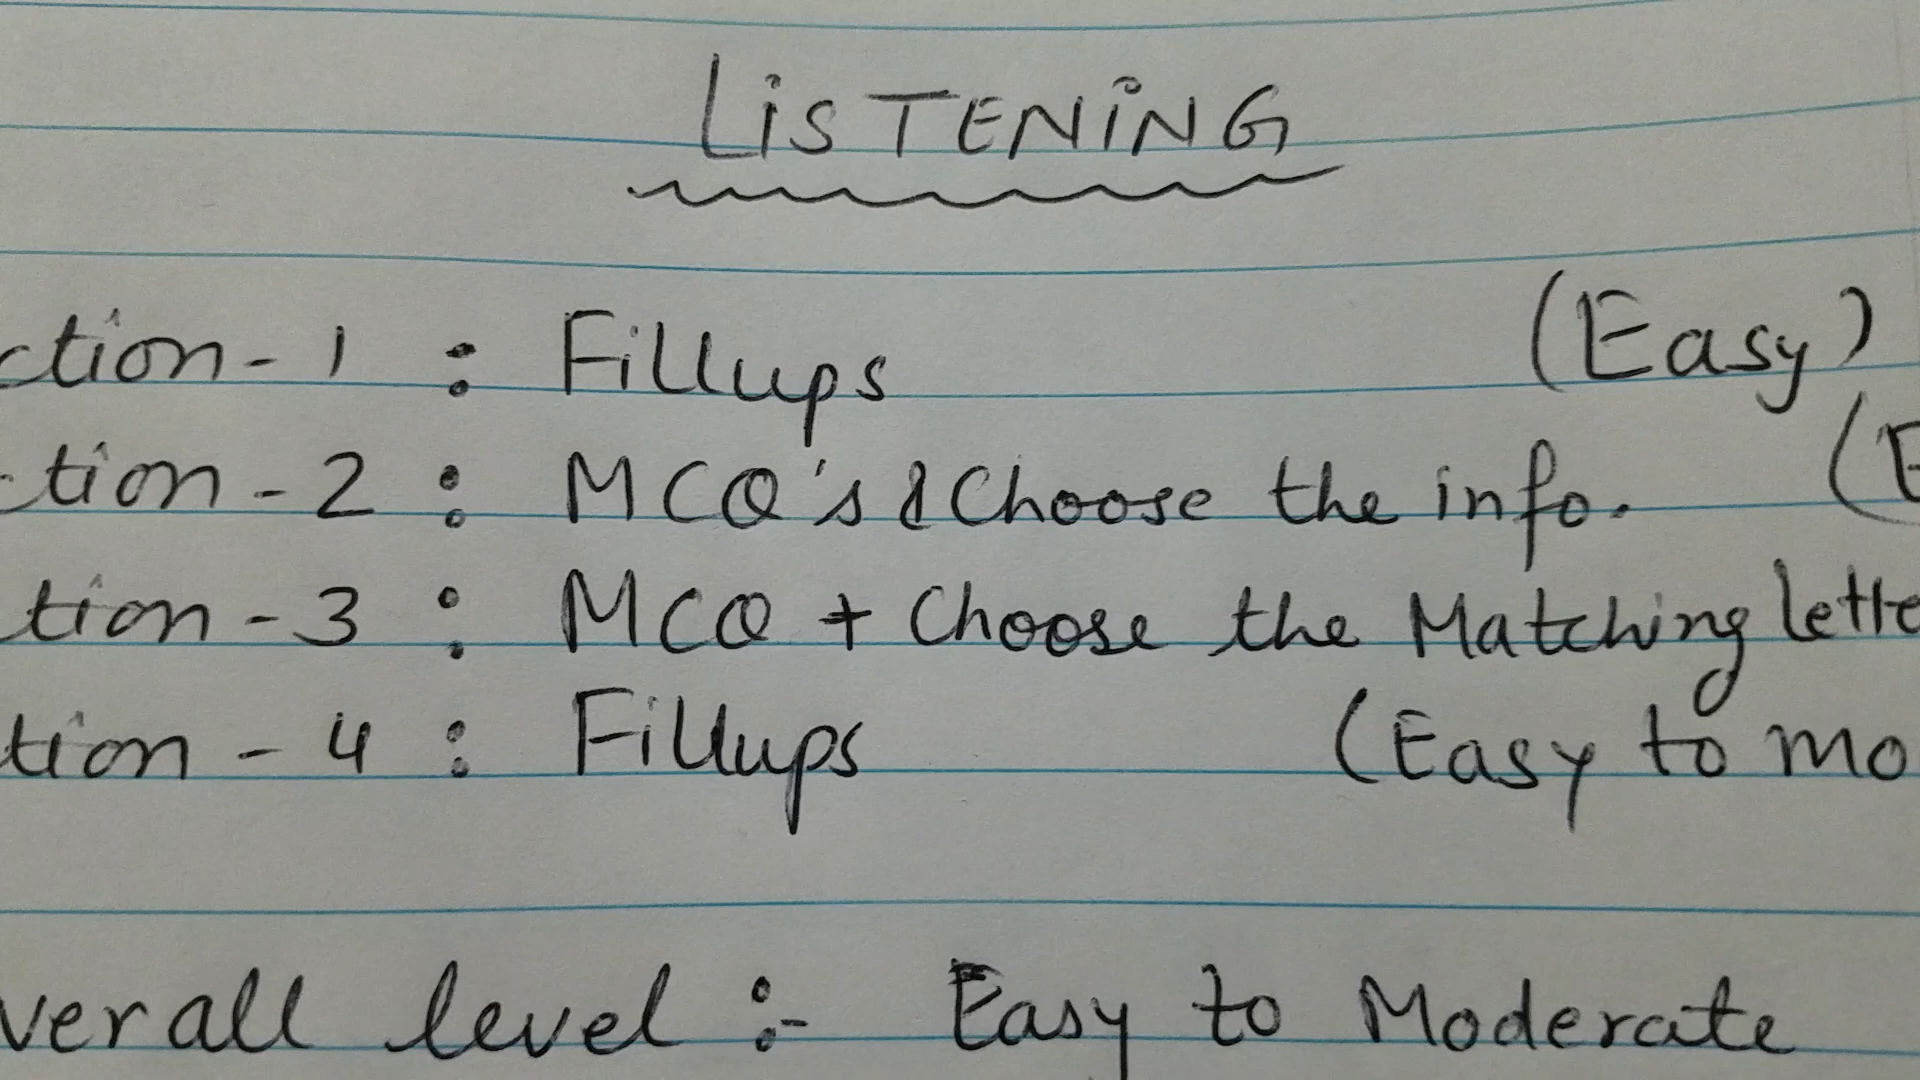 LiSTENING
ction-1 : Fillups (Easy)
ction-2 : MCQ's & Choose the info. (E
tion-3 : MCQ + Choose the Matching lette
tion-4 : Fillups (Easy to mo
verall level :- Easy to Moderate